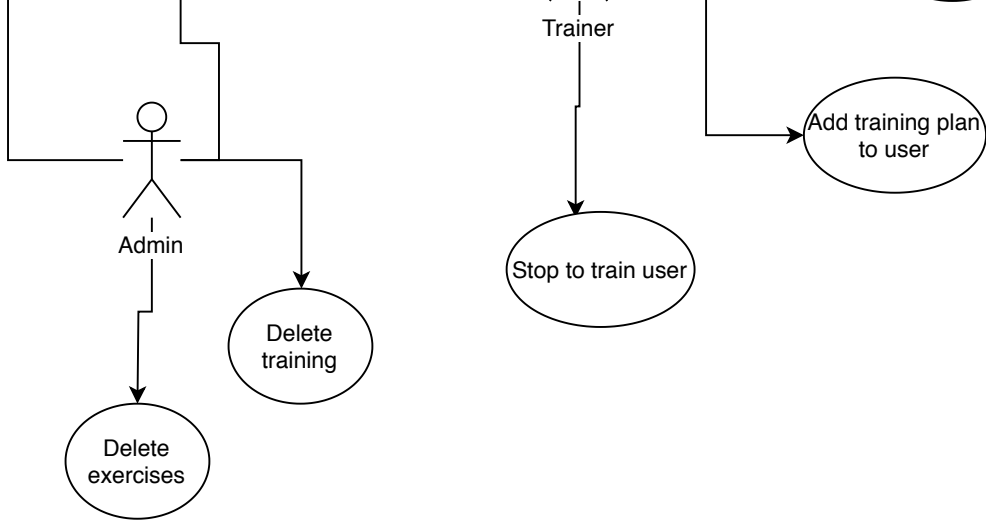 Trainer
Add training plan
to user
Admin
Stop to train user
Delete
training
Delete
exercises